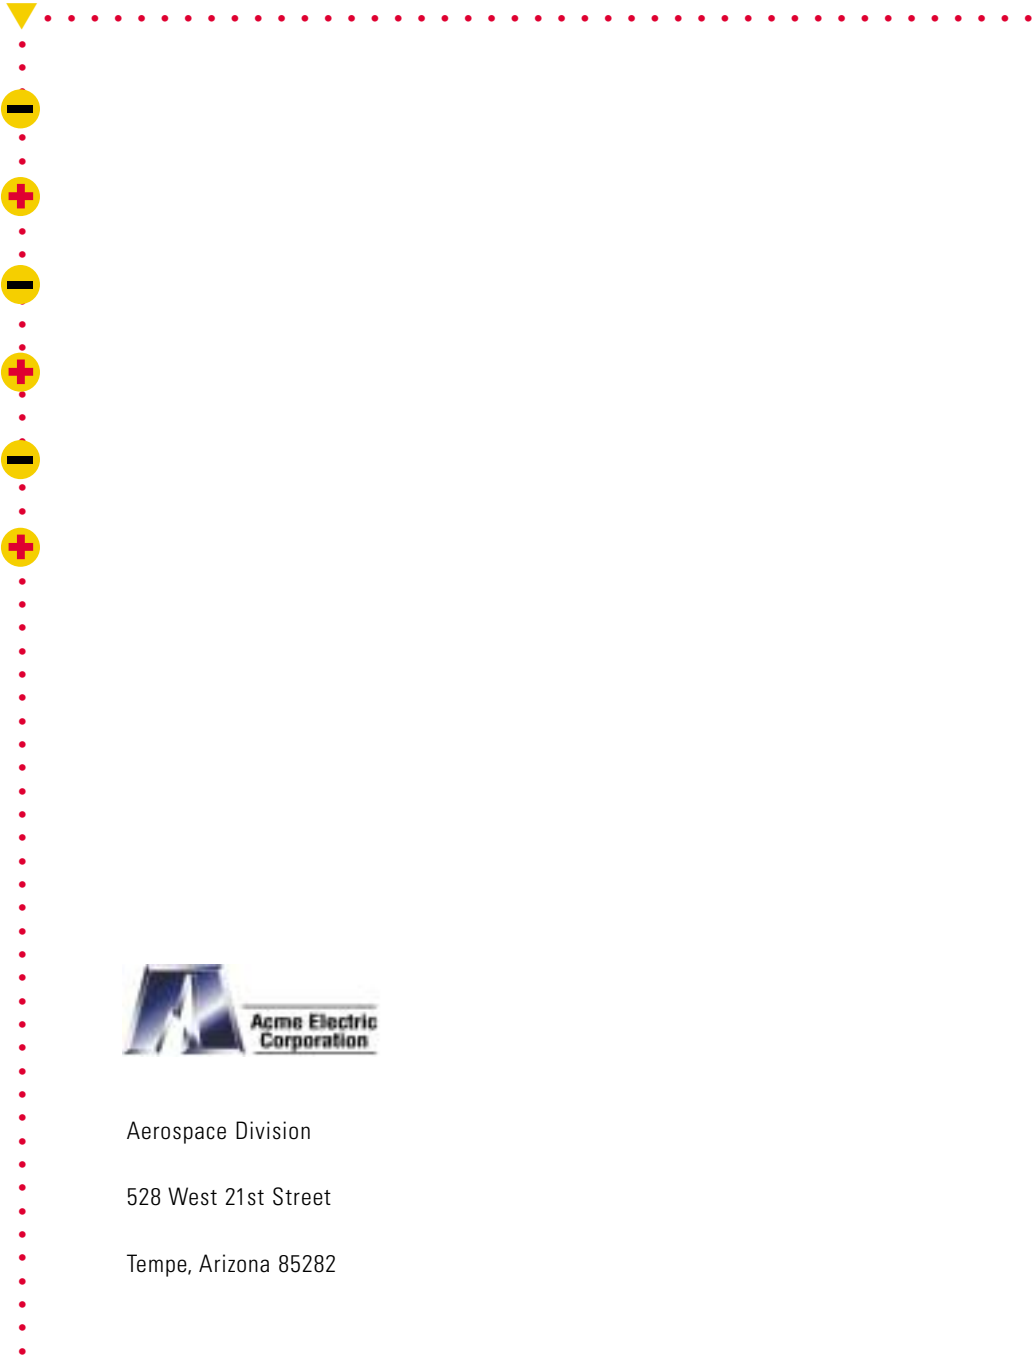 Acme Electric
Corporation
Aerospace Division
528 West 21st Street
Tempe, Arizona 85282